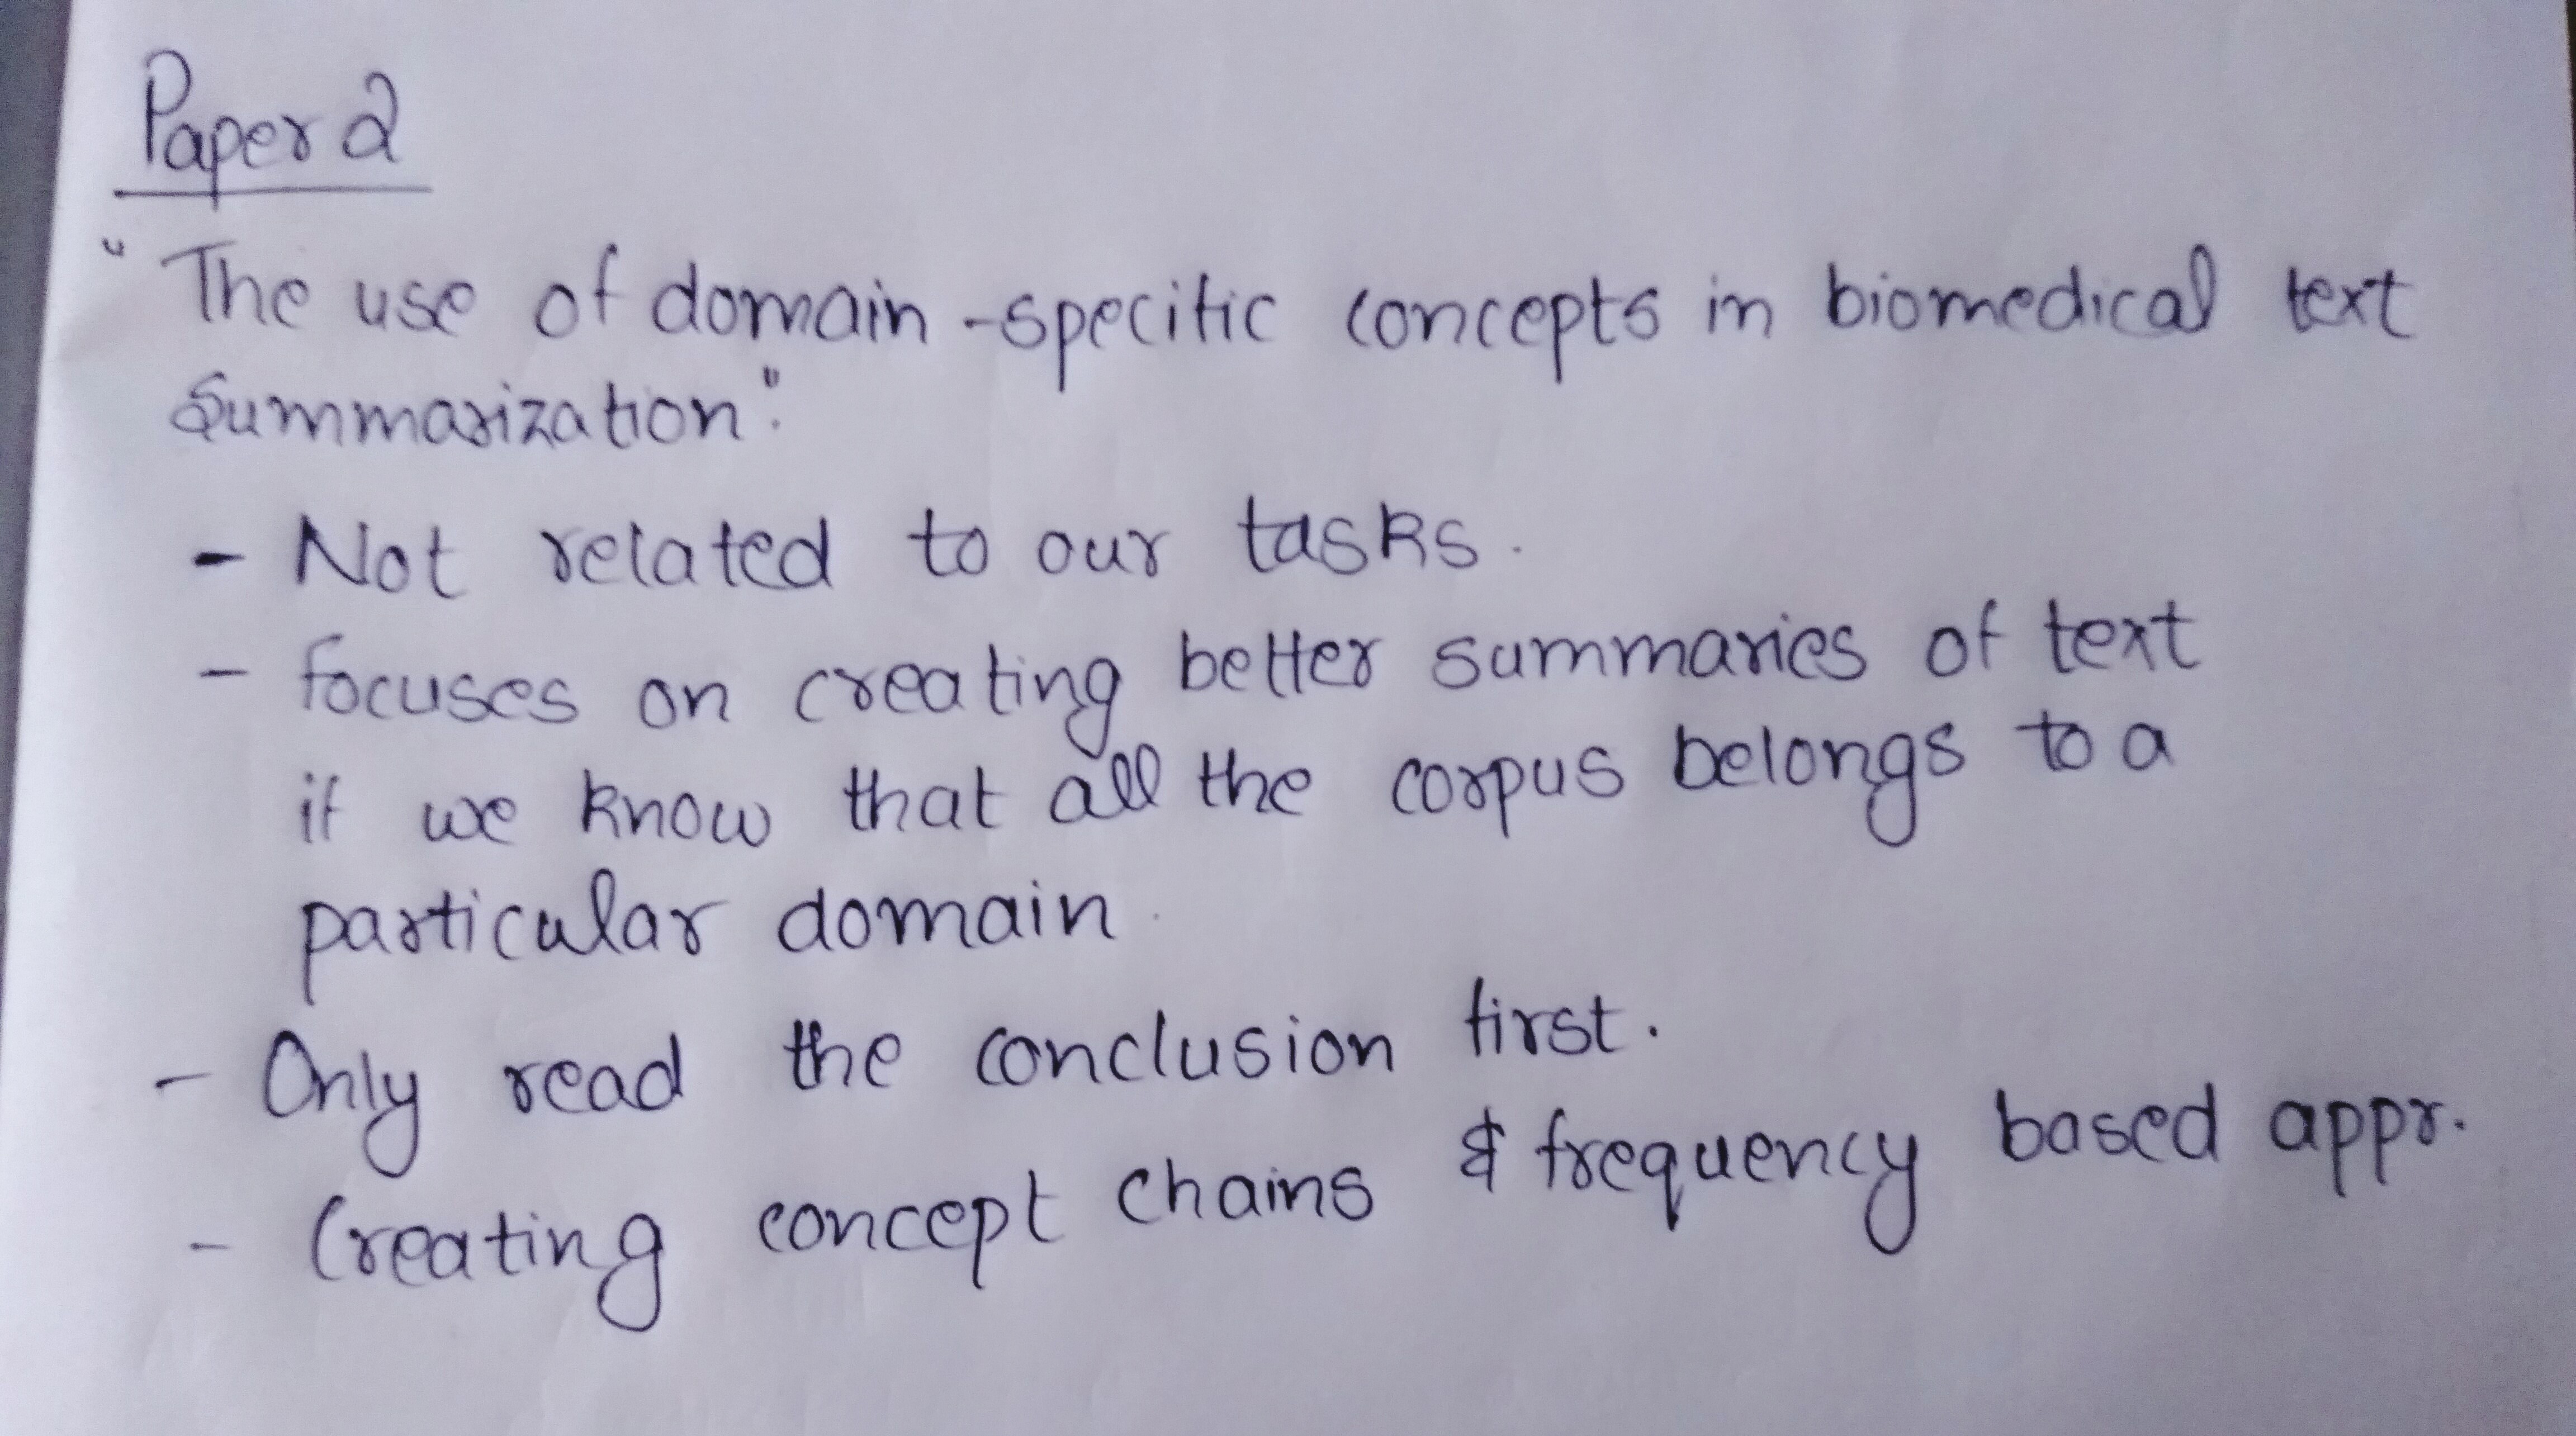 Paper 2
"The use of domain-specific concepts in biomedical text
Summarization".
- Not related to our tasks.
- focuses on creating better summaries of text
if we know that all the corpus belongs to a
particular domain.
- Only read the conclusion first.
- Creating concept chains & frequency based appr.